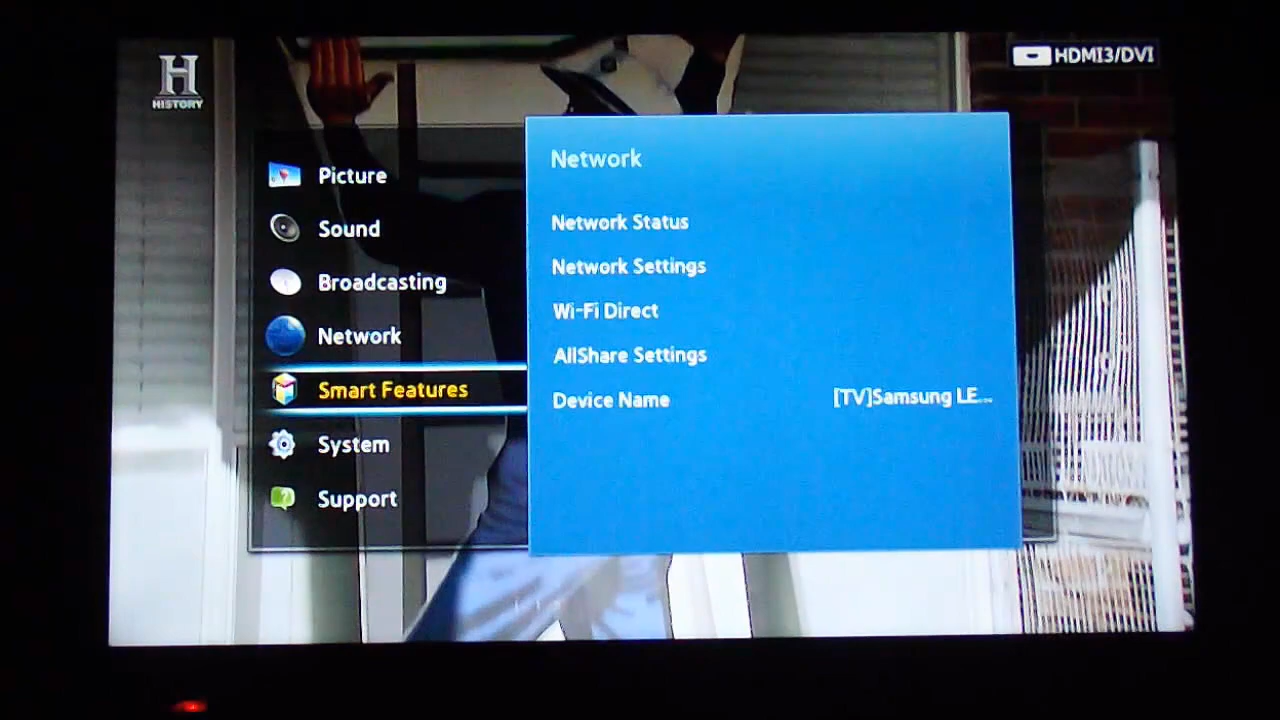 H
HISTORY
HDMI3/DVI
Picture
Sound
Broadcasting
Network
Smart Features
System
Support
Network
Network Status
Network Settings
Wi-Fi Direct
AllShare Settings
Device Name [TV]Samsung LE...